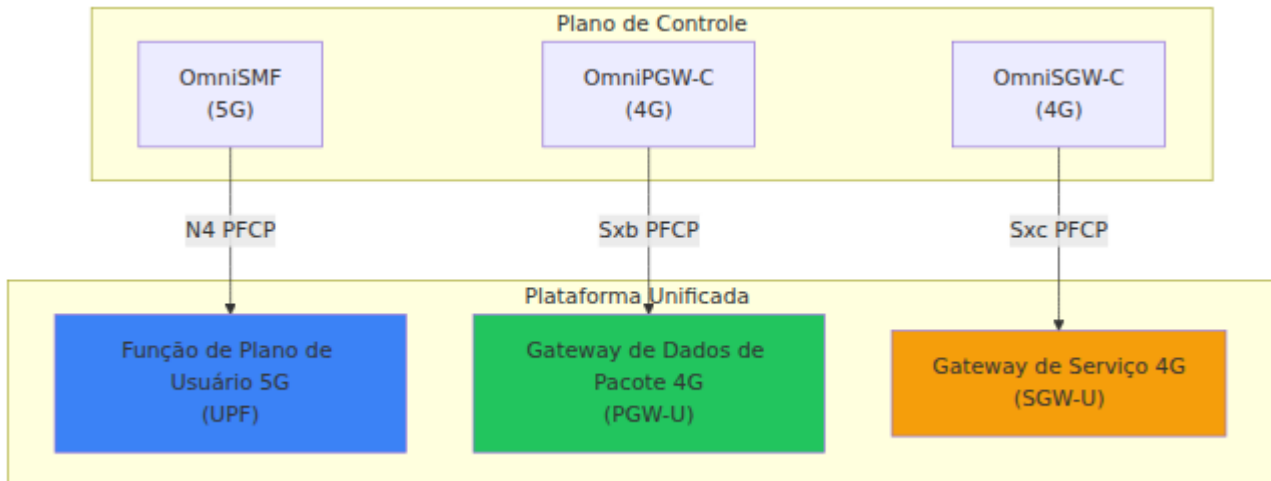 Plano de Controle
OmniSMF
(5G)
OmniPGW-C
(4G)
OmniSGW-C
(4G)
N4 PFCP
Sxb PFCP
Sxc PFCP
Plataforma Unificada
Função de Plano de
Usuário 5G
(UPF)
Gateway de Dados de
Pacote 4G
(PGW-U)
Gateway de Serviço 4G
(SGW-U)